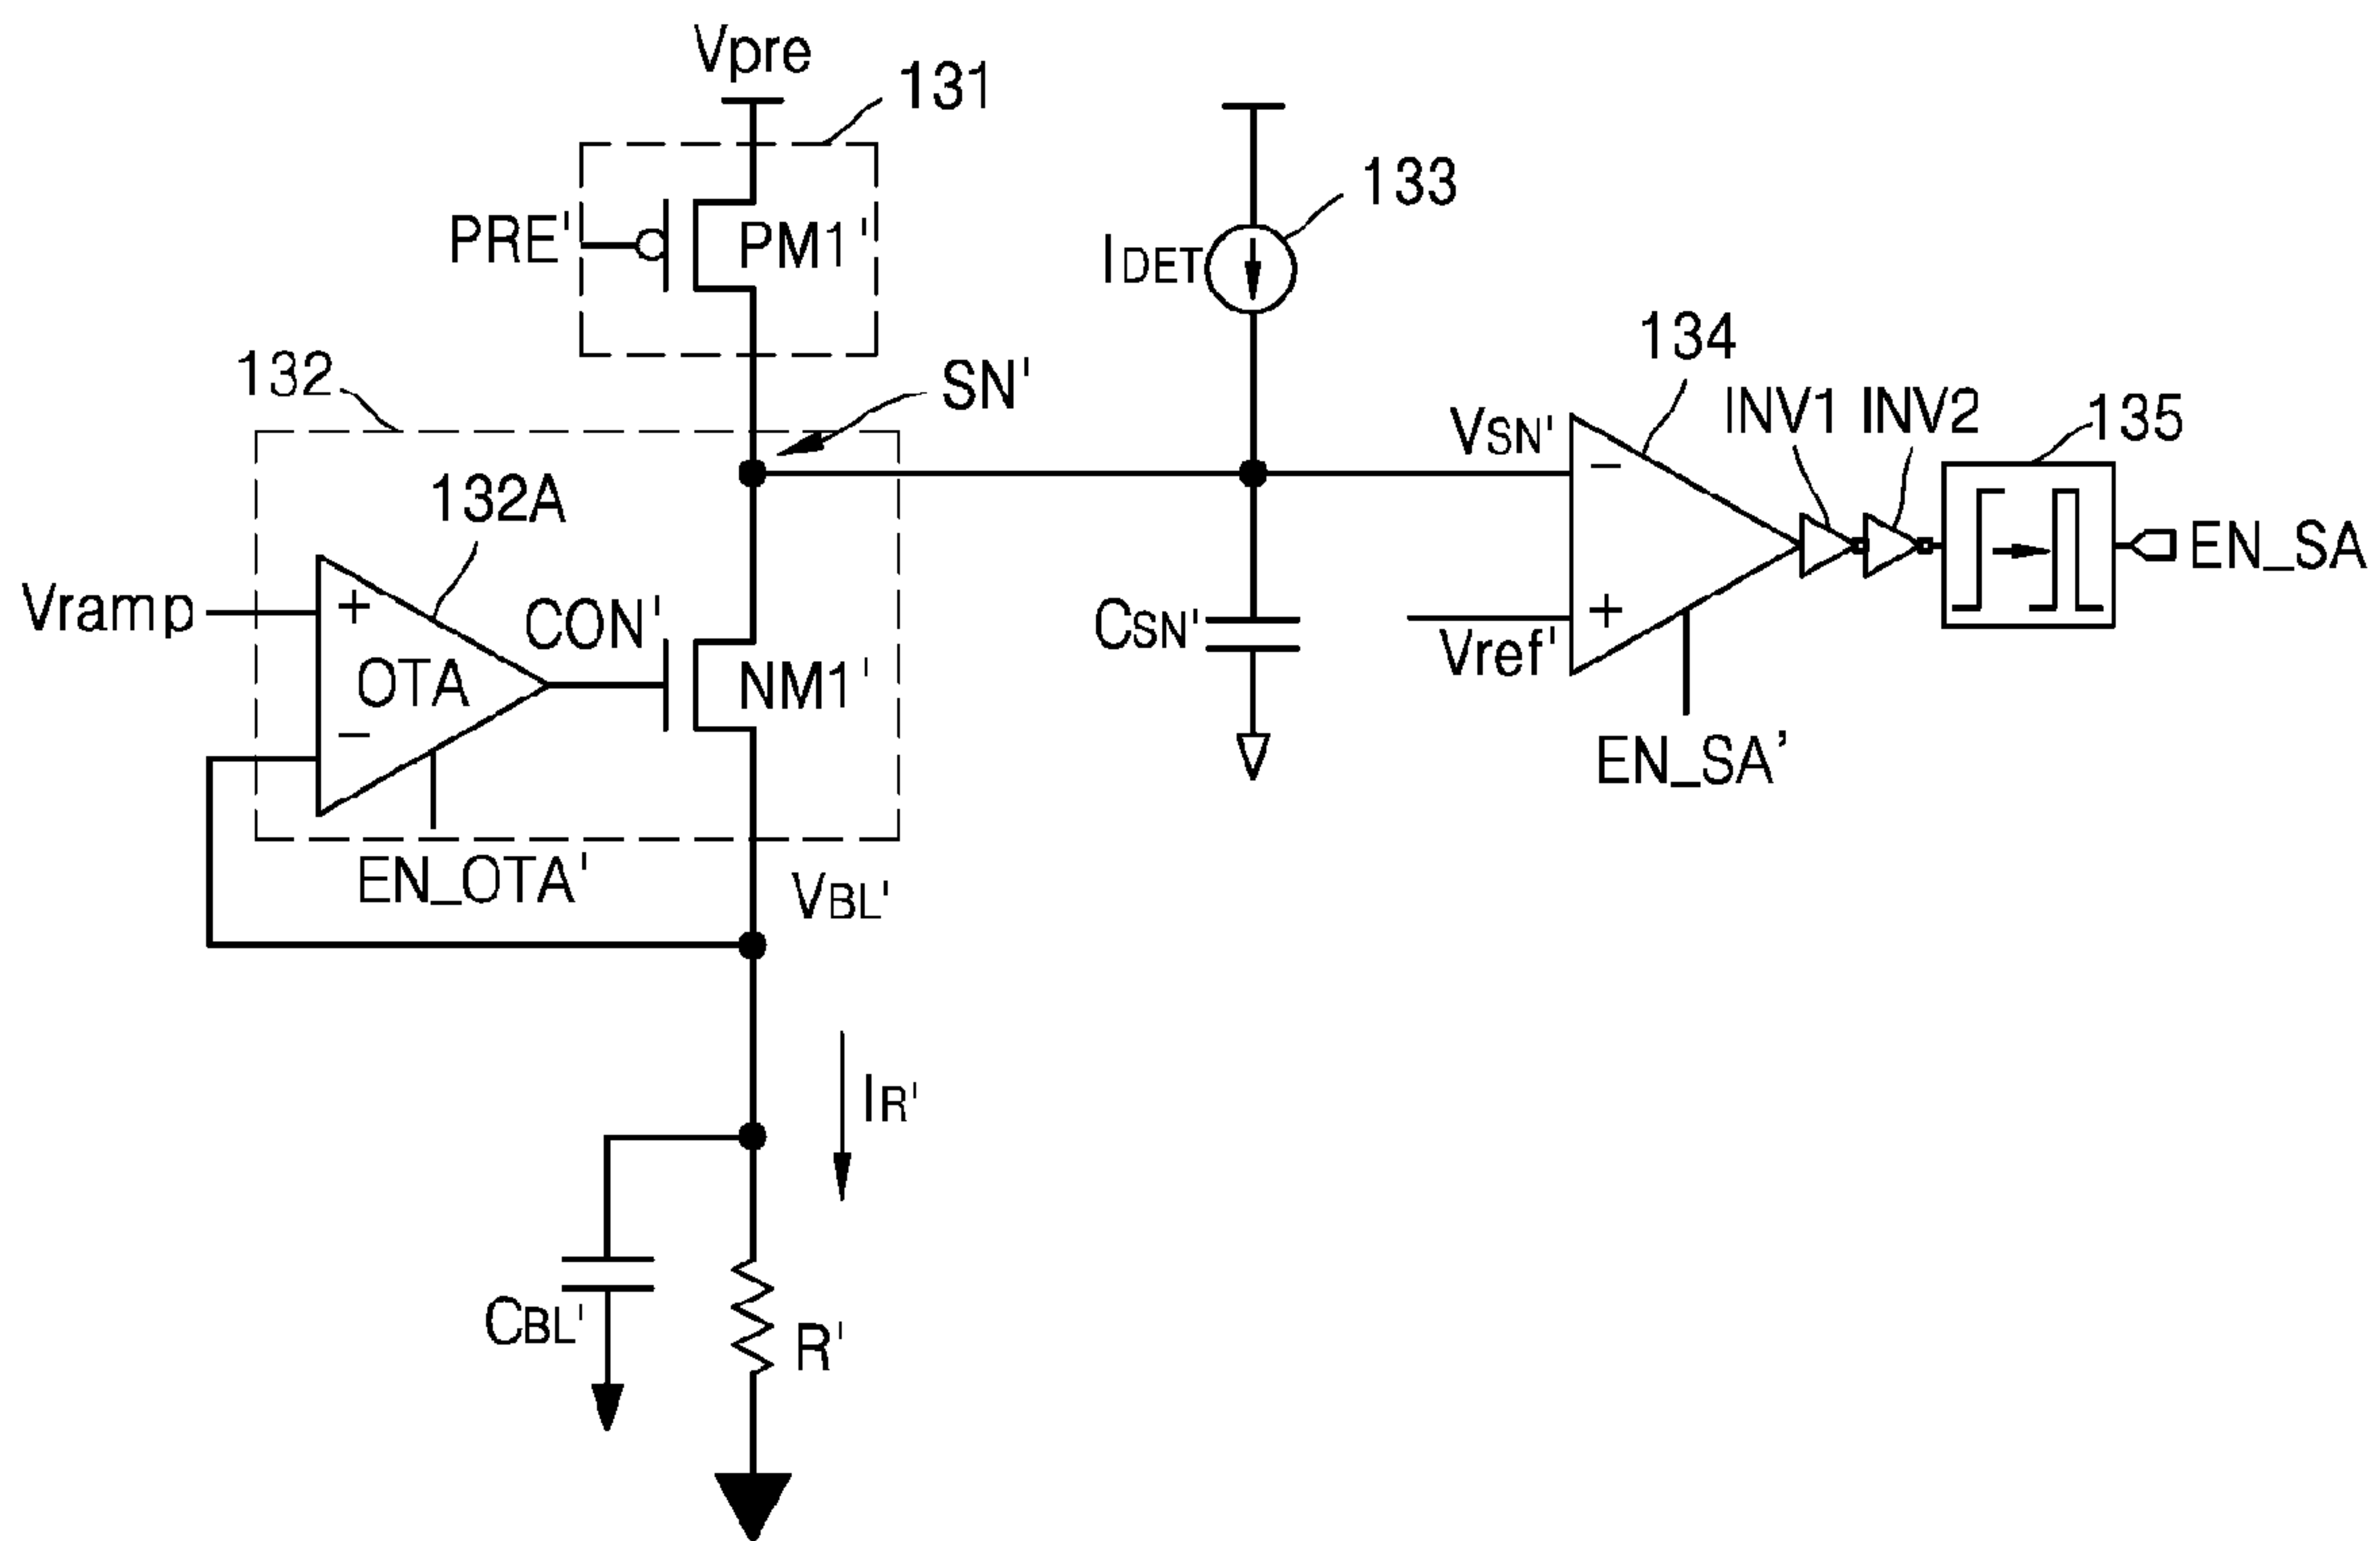 Vpre
131
PRE'
PM1'
133
IDET
132
SN'
134
INV1
INV2
135
VSN'
132A
Vramp
+
OTA
−
CON'
NM1'
CSN'
−
+
Vref'
EN_SA
EN_SA’
EN_OTA'
VBL'
IR'
CBL'
R'